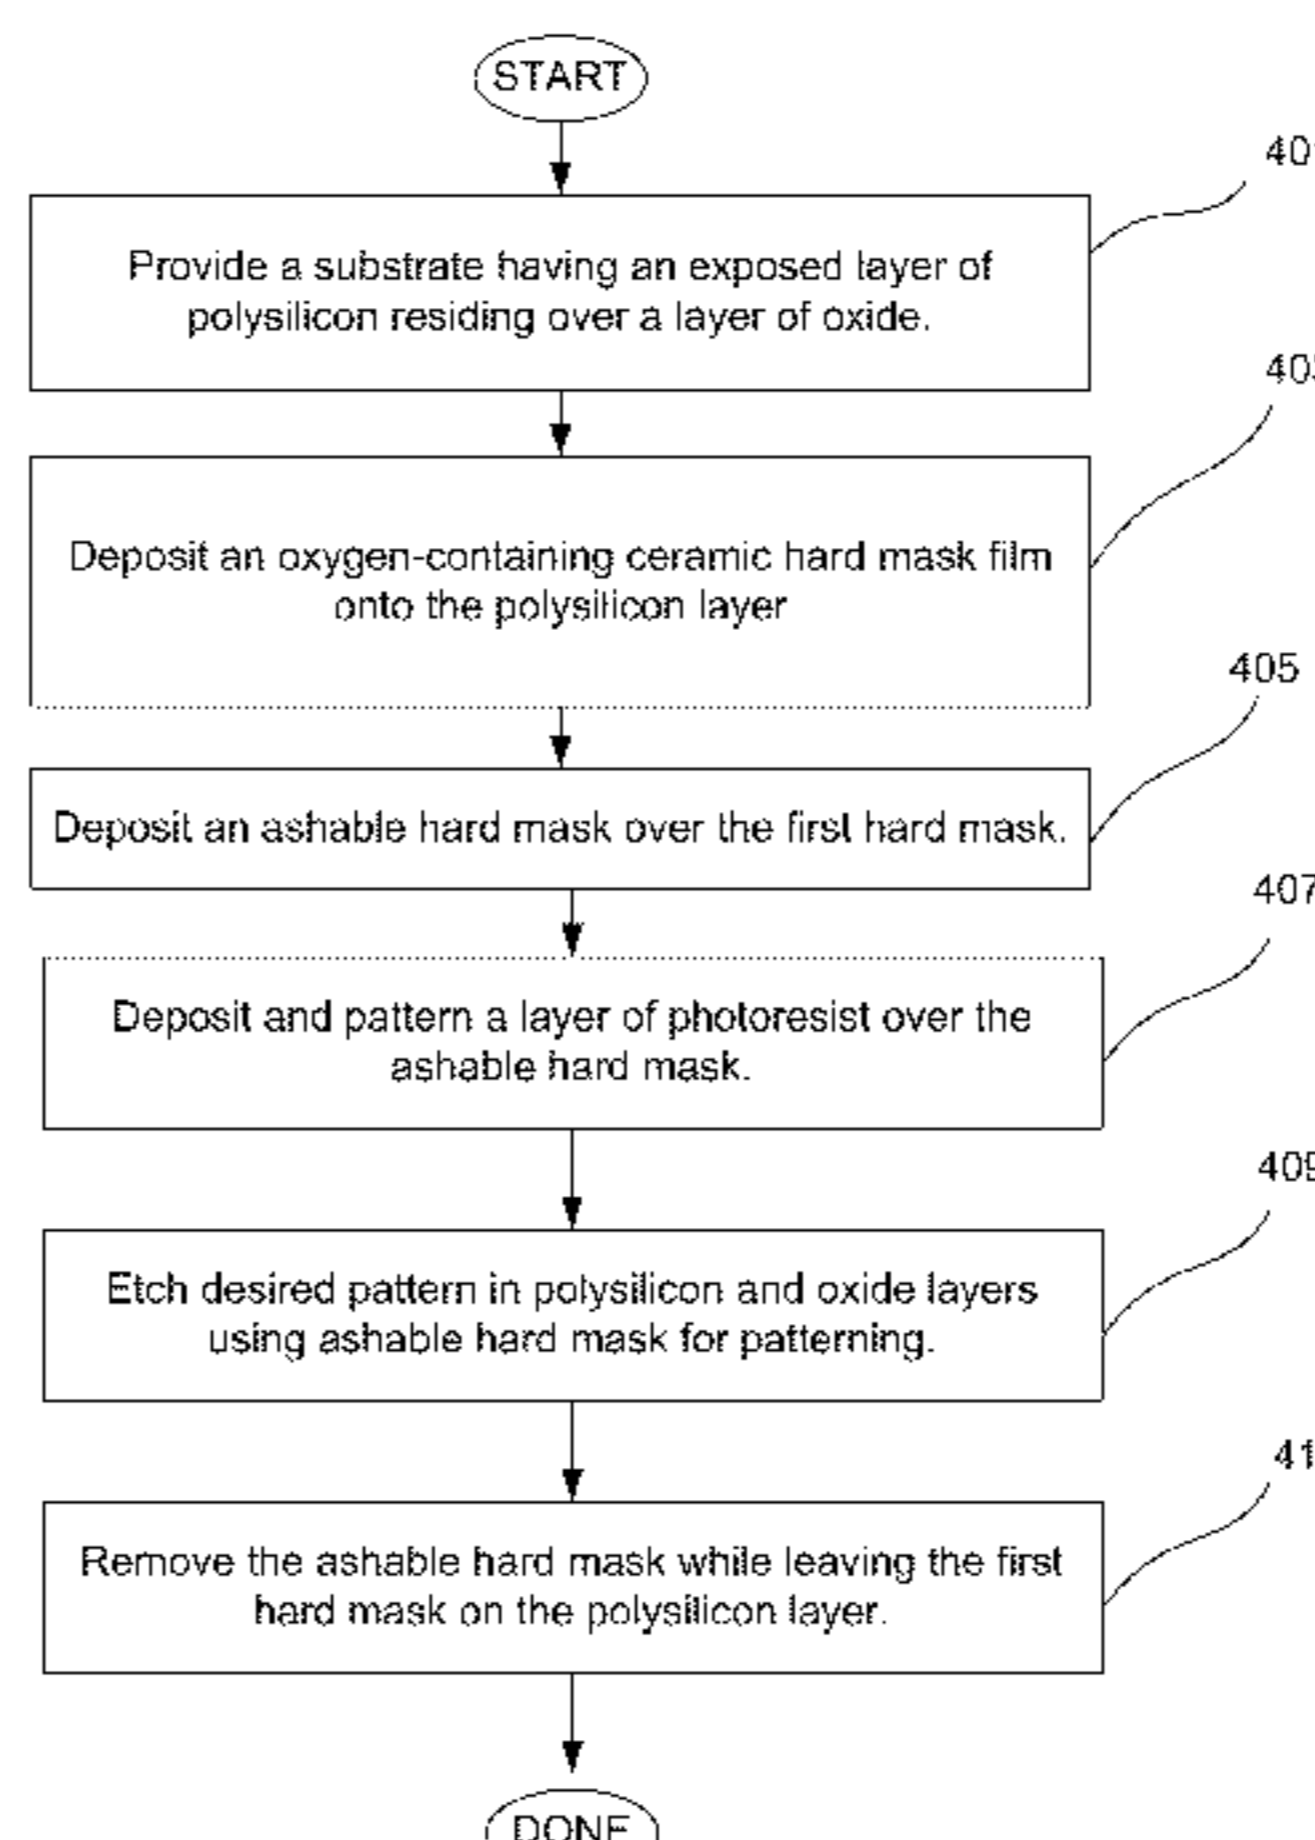 START
401
Provide a substrate having an exposed layer of
polysilicon residing over a layer of oxide.
403
Deposit an oxygen-containing ceramic hard mask film
onto the polysilicon layer
405
Deposit an ashable hard mask over the first hard mask.
407
Deposit and pattern a layer of photoresist over the
ashable hard mask.
409
Etch desired pattern in polysilicon and oxide layers
using ashable hard mask for patterning.
41
Remove the ashable hard mask while leaving the first
hard mask on the polysilicon layer.
DONE